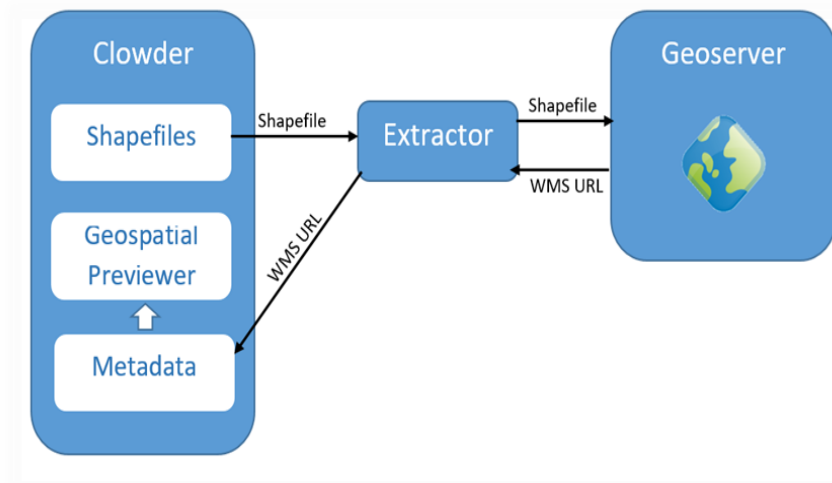 Clowder
Shapefiles
Geospatial
Previewer
Metadata
Shapefile
WMS URL
Extractor
Shapefile
WMS URL
Geoserver